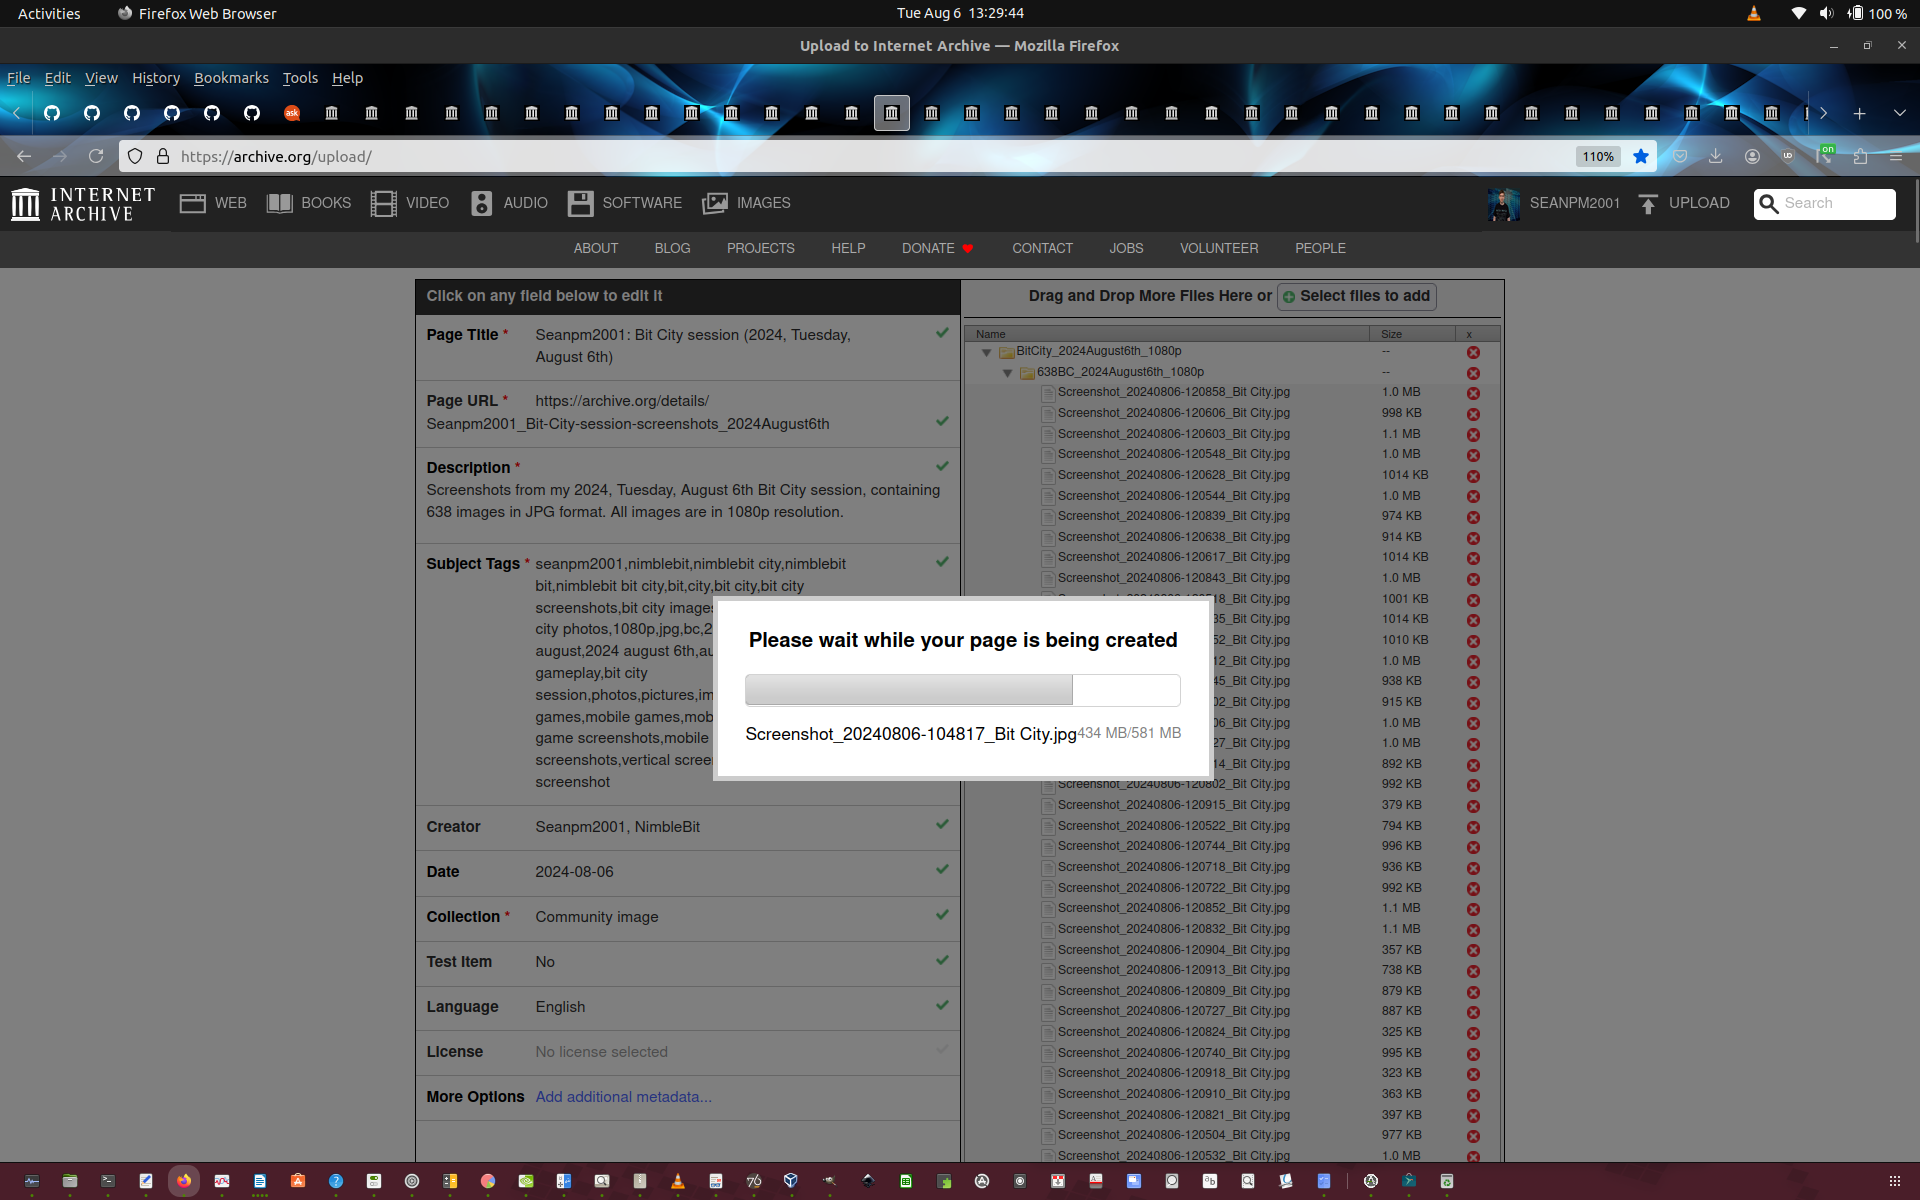 Activities Firefox Web Browser Tue Aug 6 13:29:44 100 %
Upload to Internet Archive — Mozilla Firefox
File Edit View History Bookmarks Tools Help
ask
https://archive.org/upload/ 110% on
INTERNET ARCHIVE WEB BOOKS VIDEO AUDIO SOFTWARE IMAGES SEANPM2001 UPLOAD Search
ABOUT BLOG PROJECTS HELP DONATE CONTACT JOBS VOLUNTEER PEOPLE
Click on any field below to edit it
Page Title * Seanpm2001: Bit City session (2024, Tuesday,
August 6th)
Page URL * https://archive.org/details/
Seanpm2001_Bit-City-session-screenshots_2024August6th
Description *
Screenshots from my 2024, Tuesday, August 6th Bit City session, containing
638 images in JPG format. All images are in 1080p resolution.
Subject Tags * seanpm2001,nimblebit,nimblebit city,nimblebit
bit,nimblebit bit city,bit,city,bit city,bit city
screenshots,bit city images
city photos,1080p,jpg,bc,2
august,2024 august 6th,au
gameplay,bit city
session,photos,pictures,im
games,mobile games,mob
game screenshots,mobile
screenshots,vertical scree
screenshot
Creator Seanpm2001, NimbleBit
Date 2024-08-06
Collection * Community image
Test Item No
Language English
License No license selected
More Options Add additional metadata...
Please wait while your page is being created
Screenshot_20240806-104817_Bit City.jpg 434 MB/581 MB
Drag and Drop More Files Here or Select files to add
Name Size x
BitCity_2024August6th_1080p --
638BC_2024August6th_1080p --
Screenshot_20240806-120858_Bit City.jpg 1.0 MB
Screenshot_20240806-120606_Bit City.jpg 998 KB
Screenshot_20240806-120603_Bit City.jpg 1.1 MB
Screenshot_20240806-120548_Bit City.jpg 1.0 MB
Screenshot_20240806-120628_Bit City.jpg 1014 KB
Screenshot_20240806-120544_Bit City.jpg 1.0 MB
Screenshot_20240806-120839_Bit City.jpg 974 KB
Screenshot_20240806-120638_Bit City.jpg 914 KB
Screenshot_20240806-120617_Bit City.jpg 1014 KB
Screenshot_20240806-120843_Bit City.jpg 1.0 MB
18_Bit City.jpg 1001 KB
35_Bit City.jpg 1014 KB
52_Bit City.jpg 1010 KB
12_Bit City.jpg 1.0 MB
45_Bit City.jpg 938 KB
02_Bit City.jpg 915 KB
06_Bit City.jpg 1.0 MB
27_Bit City.jpg 1.0 MB
14_Bit City.jpg 892 KB
Screenshot_20240806-120802_Bit City.jpg 992 KB
Screenshot_20240806-120915_Bit City.jpg 379 KB
Screenshot_20240806-120522_Bit City.jpg 794 KB
Screenshot_20240806-120744_Bit City.jpg 996 KB
Screenshot_20240806-120718_Bit City.jpg 936 KB
Screenshot_20240806-120722_Bit City.jpg 992 KB
Screenshot_20240806-120852_Bit City.jpg 1.1 MB
Screenshot_20240806-120832_Bit City.jpg 1.1 MB
Screenshot_20240806-120904_Bit City.jpg 357 KB
Screenshot_20240806-120913_Bit City.jpg 738 KB
Screenshot_20240806-120809_Bit City.jpg 879 KB
Screenshot_20240806-120727_Bit City.jpg 887 KB
Screenshot_20240806-120824_Bit City.jpg 325 KB
Screenshot_20240806-120740_Bit City.jpg 995 KB
Screenshot_20240806-120918_Bit City.jpg 323 KB
Screenshot_20240806-120910_Bit City.jpg 363 KB
Screenshot_20240806-120821_Bit City.jpg 397 KB
Screenshot_20240806-120504_Bit City.jpg 977 KB
Screenshot_20240806-120532_Bit City.jpg 1.0 MB